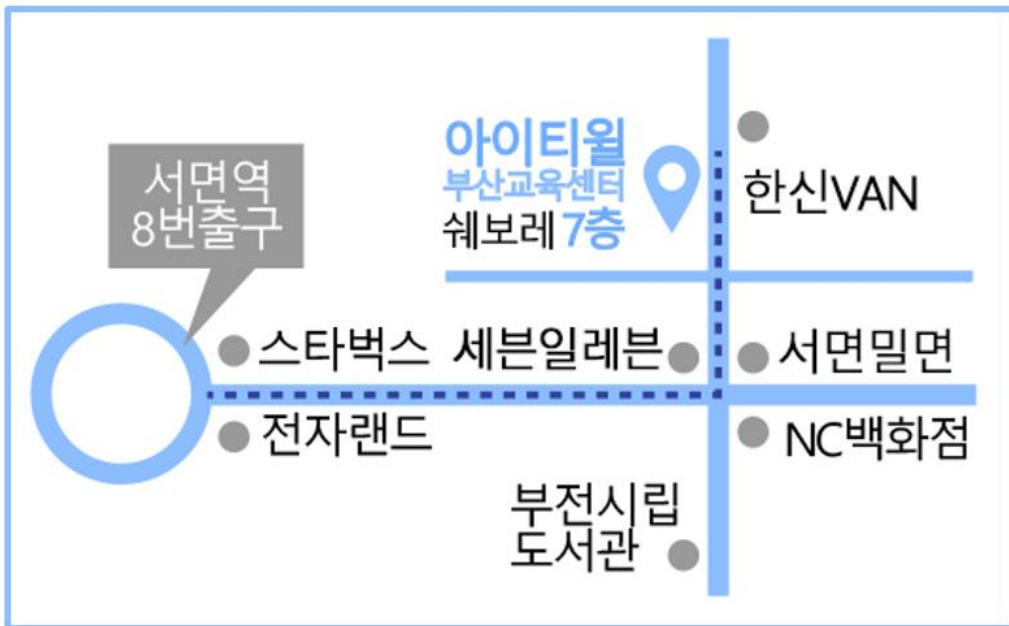 아이티윌
부산교육센터
쉐보레 7층
한신VAN
서면역
8번출구
스타벅스
세븐일레븐
서면밀면
전자랜드
NC백화점
부전시립
도서관